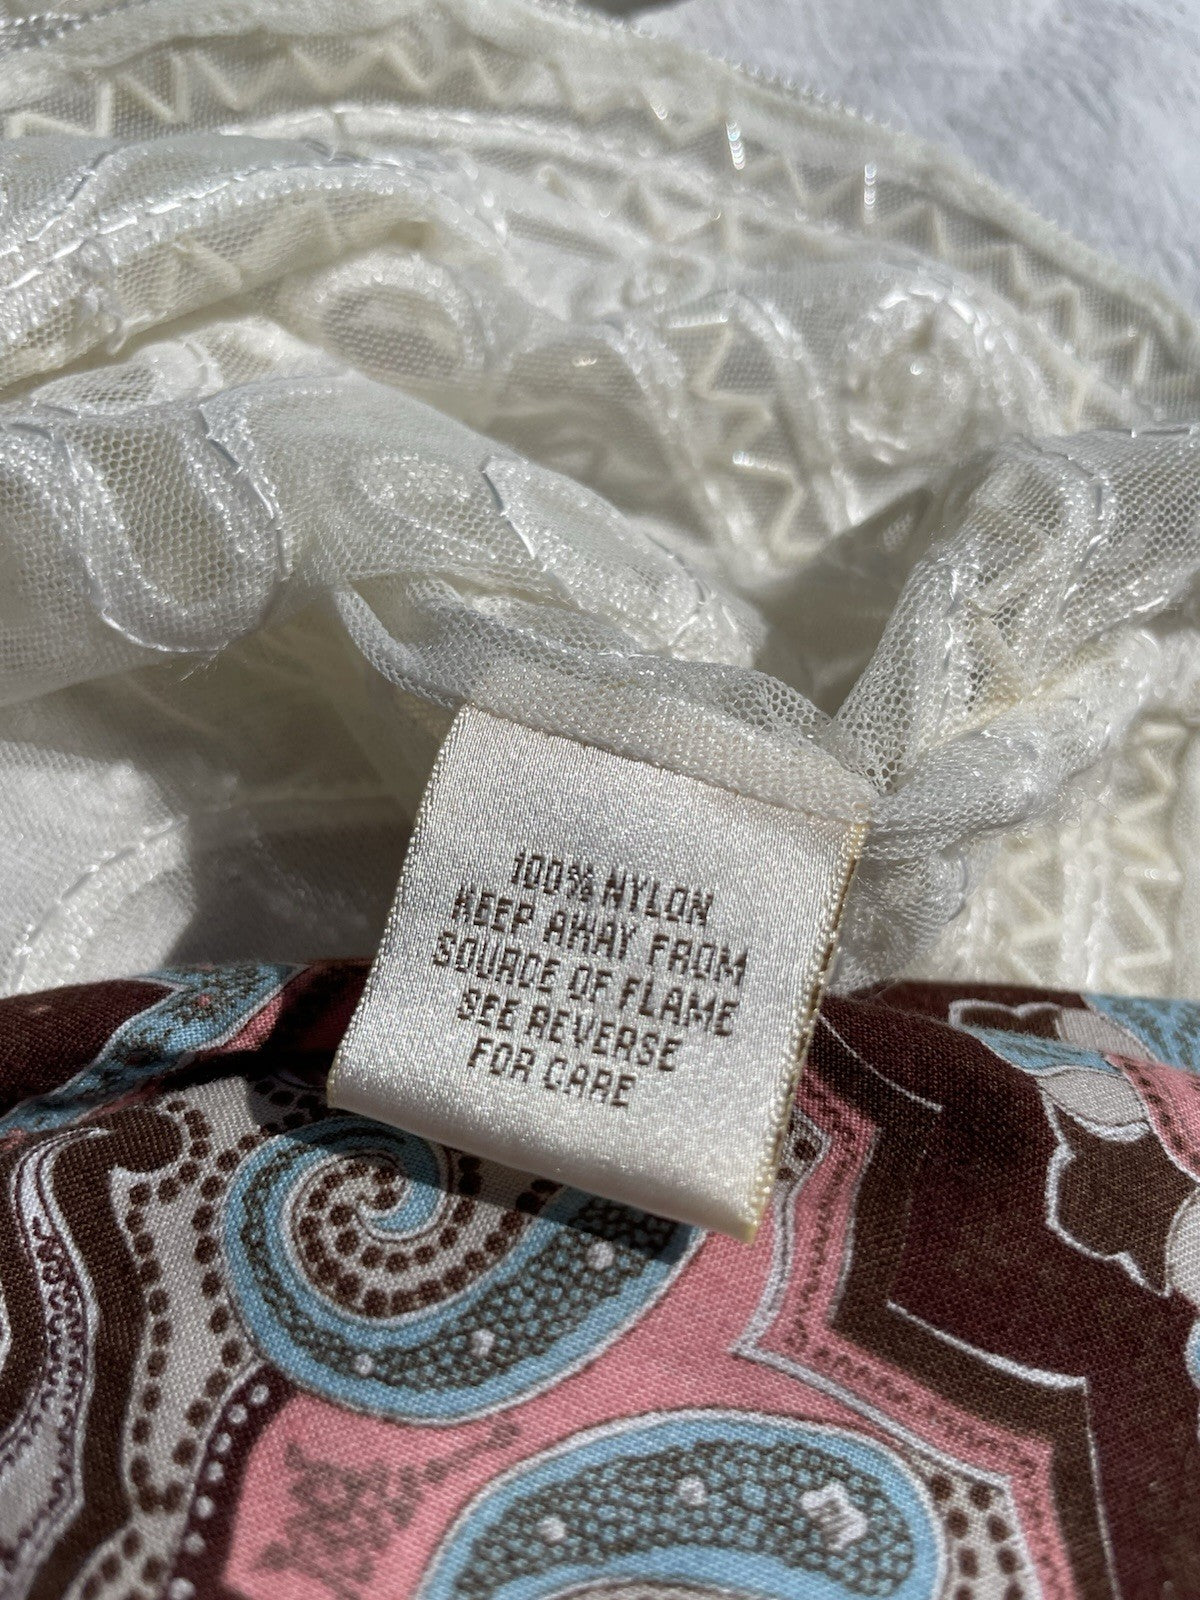 100% NYLON
KEEP AWAY FROM
SOURCE OF FLAME
SEE REVERSE
FOR CARE